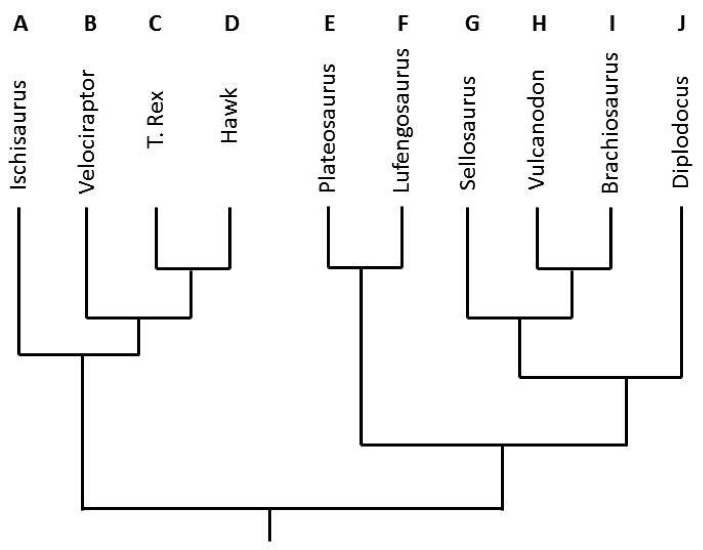 A B C D E F G H I J
Ischisaurus
Velociraptor
T. Rex
Hawk
Plateosaurus
Lufengosaurus
Sellosaurus
Vulcanodon
Brachiosaurus
Diplodocus